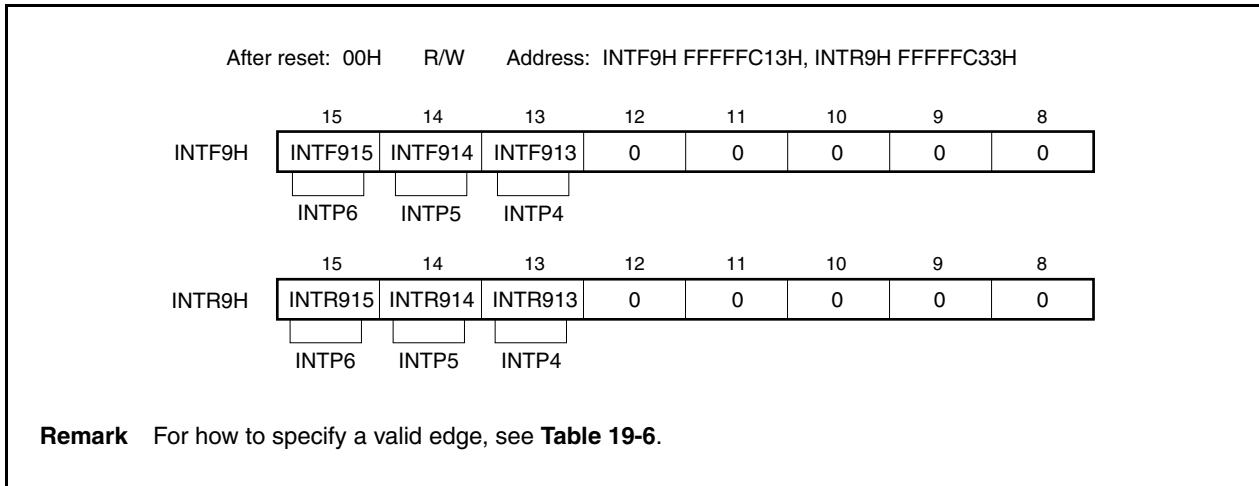 After reset: 00H R/W Address: INTF9H FFFFFC13H, INTR9H FFFFFC33H
15 14 13 12 11 10 9 8
INTF9H INTF915 INTF914 INTF913 0 0 0 0 0
INTP6 INTP5 INTP4
15 14 13 12 11 10 9 8
INTR9H INTR915 INTR914 INTR913 0 0 0 0 0
INTP6 INTP5 INTP4
Remark For how to specify a valid edge, see Table 19-6.